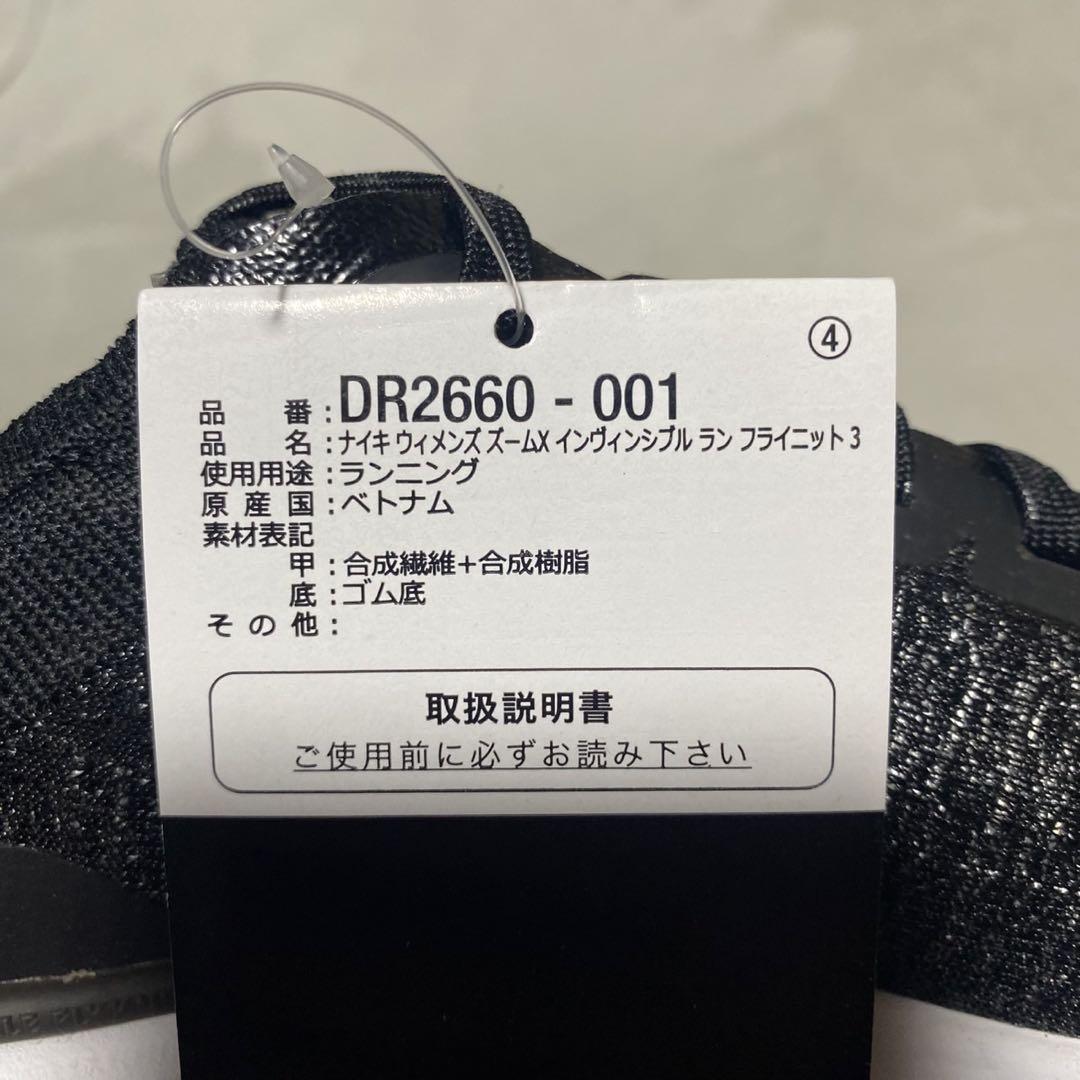 ④
品番:DR2660-001
品名:ナイキ ウィメンズ ズームX インヴィンシブル ラン フライニット 3
使用用途:ランニング
原産国:ベトナム
素材表記
甲:合成繊維+合成樹脂
底:ゴム底
その他:
取扱説明書
ご使用前に必ずお読み下さい